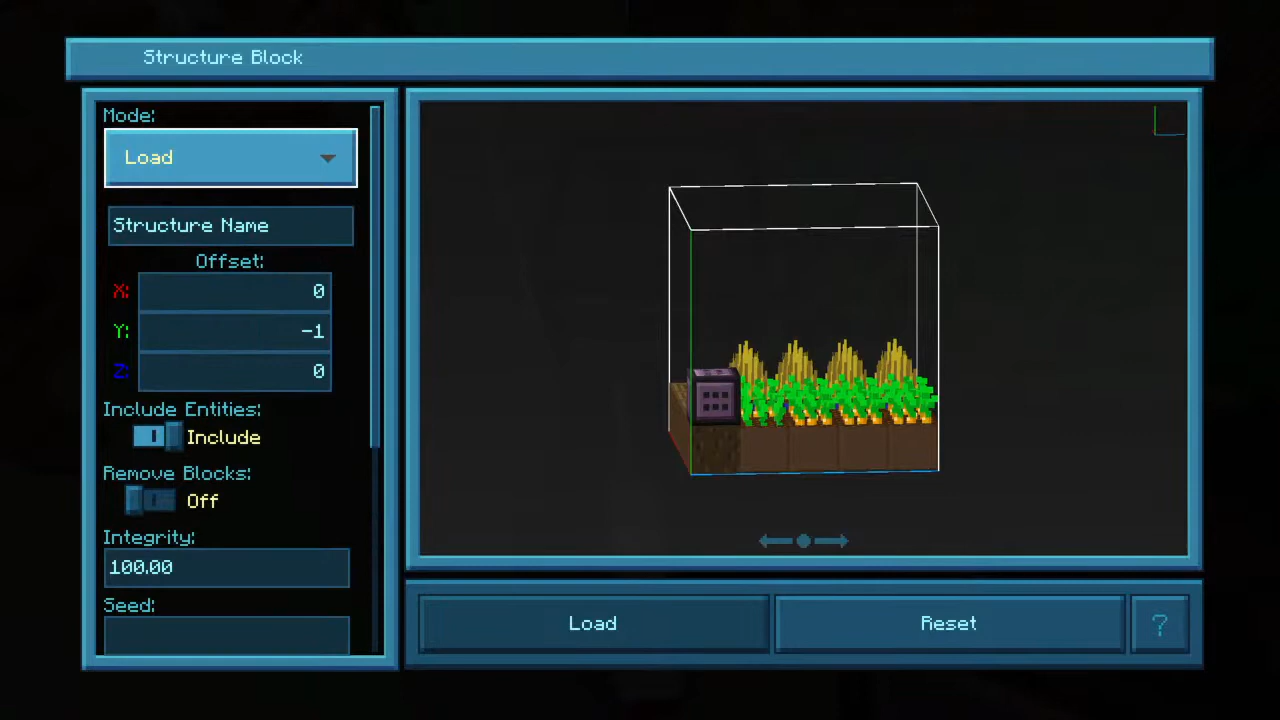 Structure Block
Mode:
Load
Structure Name
Offset:
X: 0
Y: -1
Z: 0
Include Entities:
Include
Remove Blocks:
Off
Integrity:
100.00
Seed:
Load
Reset
?